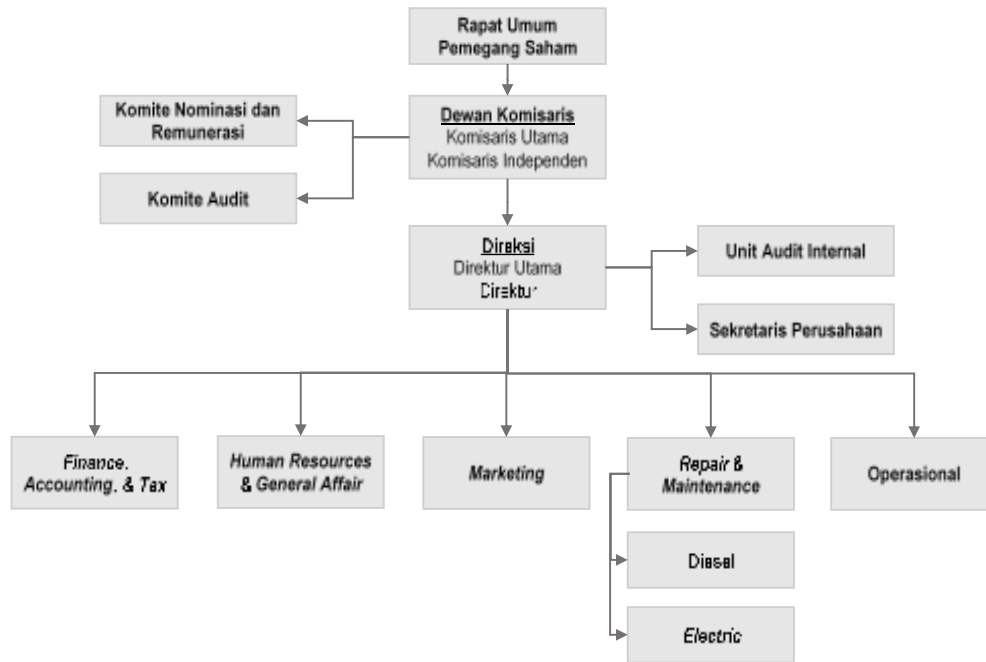 Rapat Umum
Pemegang Saham
Komite Nominasi dan
Remunerasi
Dewan Komisaris
Komisaris Utama
Komisaris Independen
Komite Audit
Direksi
Direktur Utama
Direktur
Unit Audit Internal
Sekretaris Perusahaan
Finance,
Accounting, & Tax
Human Resources
& General Affair
Marketing
Repair &
Maintenance
Operasional
Diesel
Electric